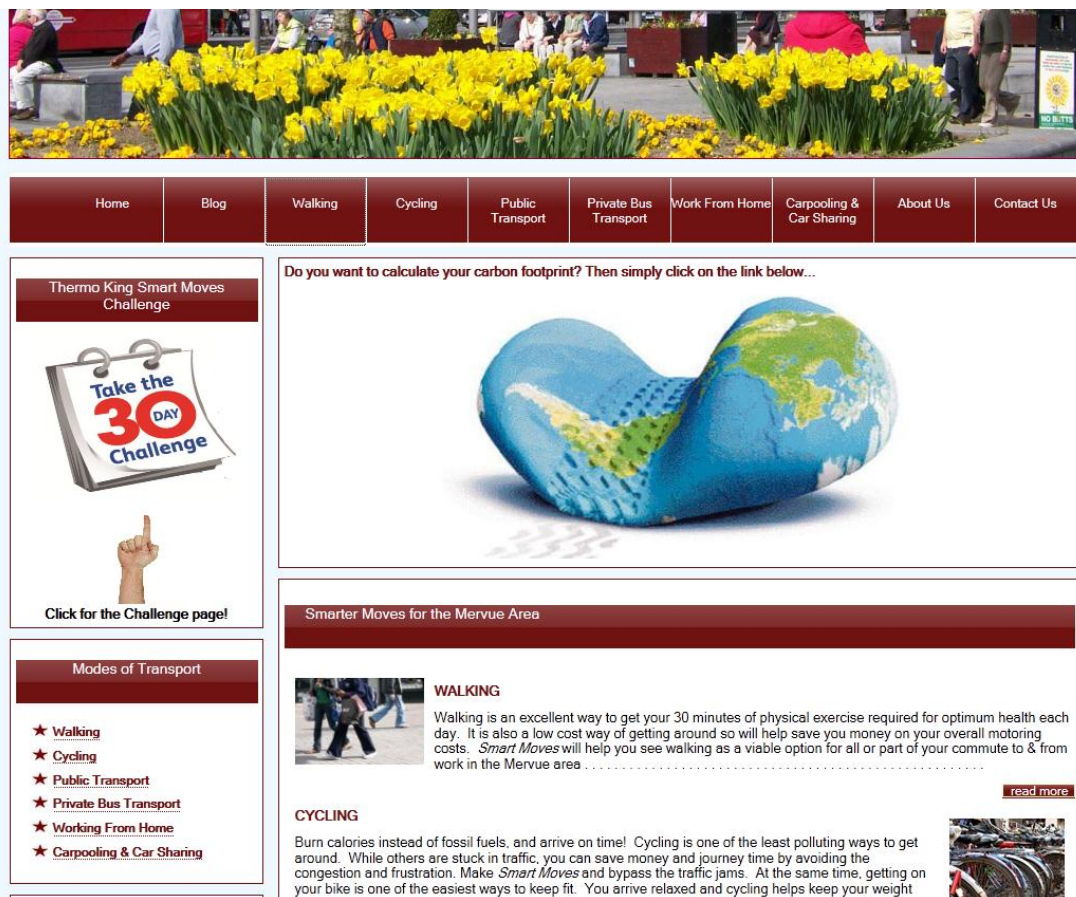 NO BUTTS
Home
Blog
Walking
Cycling
Public
Transport
Private Bus
Transport
Work From Home
Carpooling &
Car Sharing
About Us
Contact Us
Thermo King Smart Moves
Challenge
Take the
30
DAY
Challenge
Click for the Challenge page!
Modes of Transport
Walking
Cycling
Public Transport
Private Bus Transport
Working From Home
Carpooling & Car Sharing
Do you want to calculate your carbon footprint? Then simply click on the link below...
Smarter Moves for the Mervue Area
WALKING
Walking is an excellent way to get your 30 minutes of physical exercise required for optimum health each
day. It is also a low cost way of getting around so will help save you money on your overall motoring
costs. Smart Moves will help you see walking as a viable option for all or part of your commute to & from
work in the Mervue area . . . . . . . . . . . . . . . . . . . . . . . . . . . . . . . . . . . . . . . . . . . . . . . . . . . . . .
read more
CYCLING
Burn calories instead of fossil fuels, and arrive on time! Cycling is one of the least polluting ways to get
around. While others are stuck in traffic, you can save money and journey time by avoiding the
congestion and frustration. Make Smart Moves and bypass the traffic jams. At the same time, getting on
your bike is one of the easiest ways to keep fit. You arrive relaxed and cycling helps keep your weight